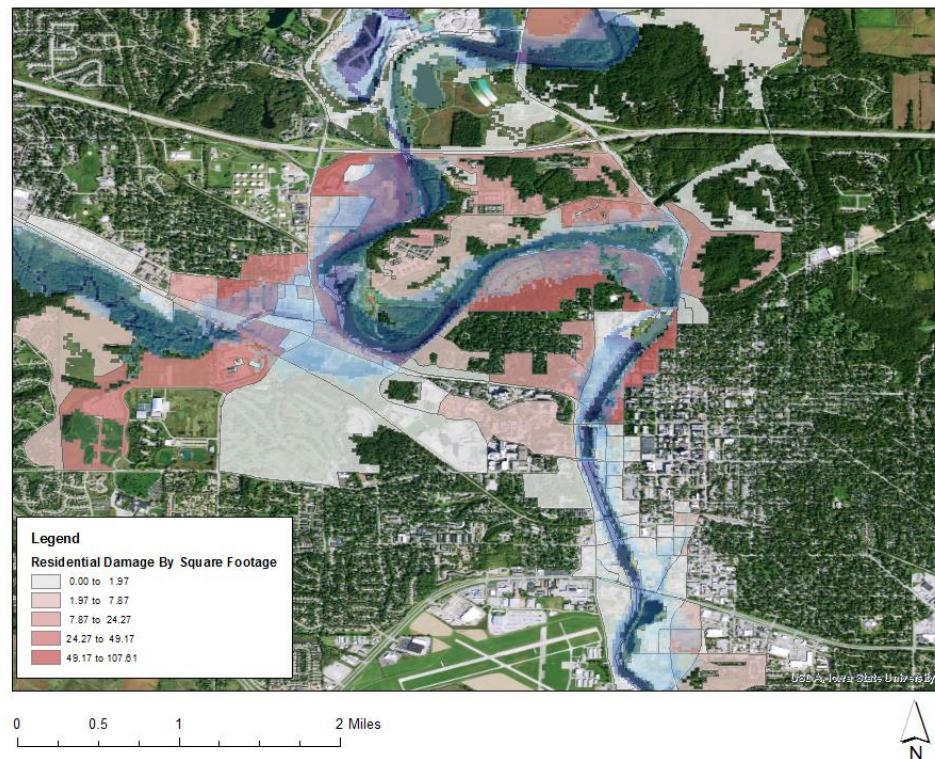 Legend
Residential Damage By Square Footage
0.00 to 1.97
1.97 to 7.87
7.87 to 24.27
24.27 to 49.17
49.17 to 107.61
USDA, Iowa State University
0 0.5 1 2 Miles
N